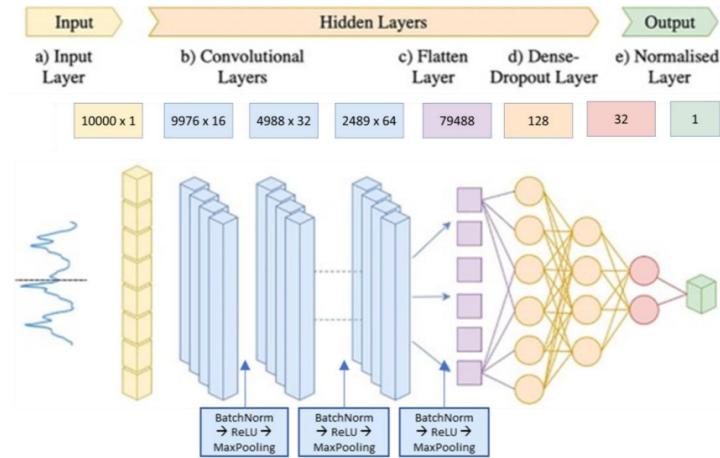 Input
Hidden Layers
Output
a) Input
Layer
b) Convolutional
Layers
c) Flatten
Layer
d) Dense-
Dropout Layer
e) Normalised
Layer
10000 x 1
9976 x 16
4988 x 32
2489 x 64
79488
128
32
1
BatchNorm
→ ReLU →
MaxPooling
BatchNorm
→ ReLU →
MaxPooling
BatchNorm
→ ReLU →
MaxPooling